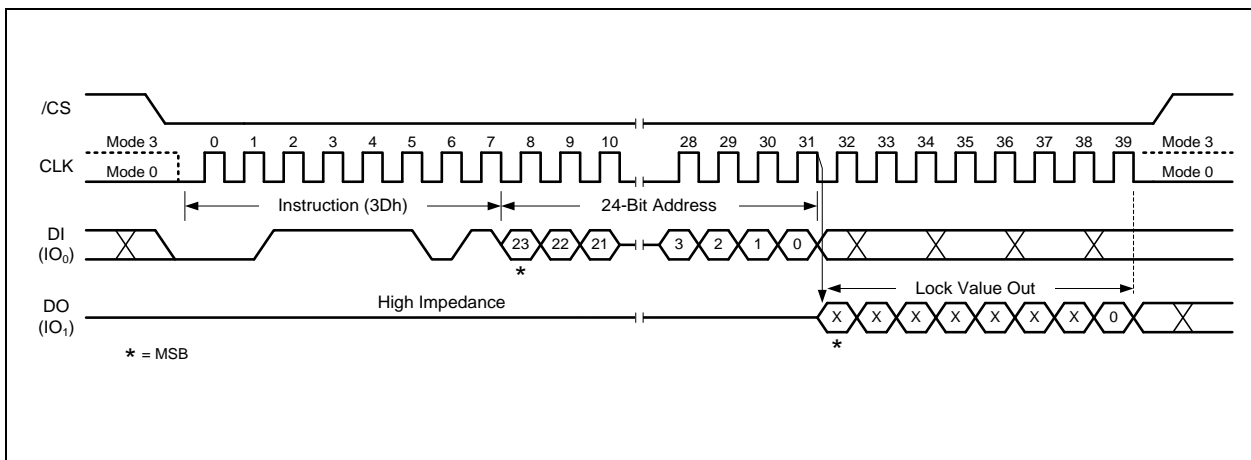 /CS
Mode 3 0 1 2 3 4 5 6 7 8 9 10 28 29 30 31 32 33 34 35 36 37 38 39 Mode 3
CLK
Mode 0 Mode 0
Instruction (3Dh) 24-Bit Address
DI
(IO₀)
23 22 21 3 2 1 0
*
Lock Value Out
High Impedance
DO
(IO₁)
X X X X X X X 0
*
* = MSB